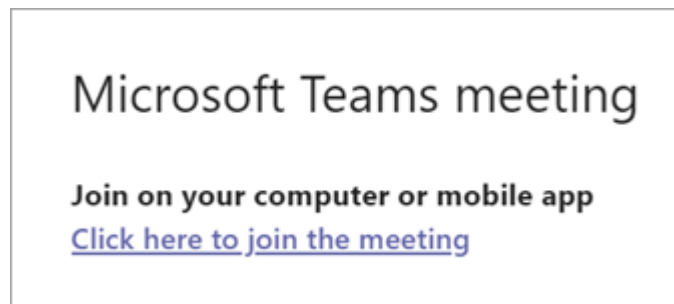 Microsoft Teams meeting
Join on your computer or mobile app
Click here to join the meeting